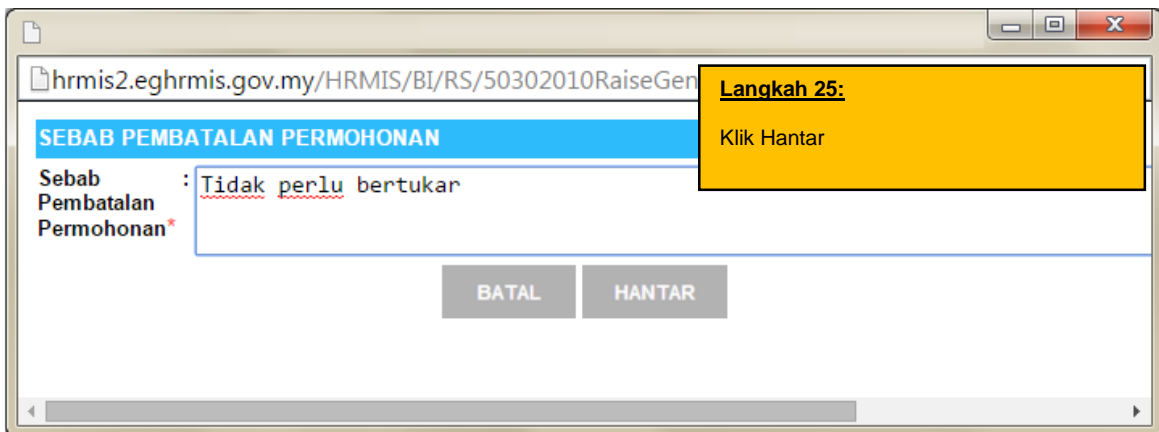 hrmis2.eghrmis.gov.my/HRMIS/BI/RS/50302010RaiseGen
Langkah 25:
Klik Hantar
SEBAB PEMBATALAN PERMOHONAN
Sebab : Tidak perlu bertukar
Pembatalan
Permohonan*
BATAL HANTAR